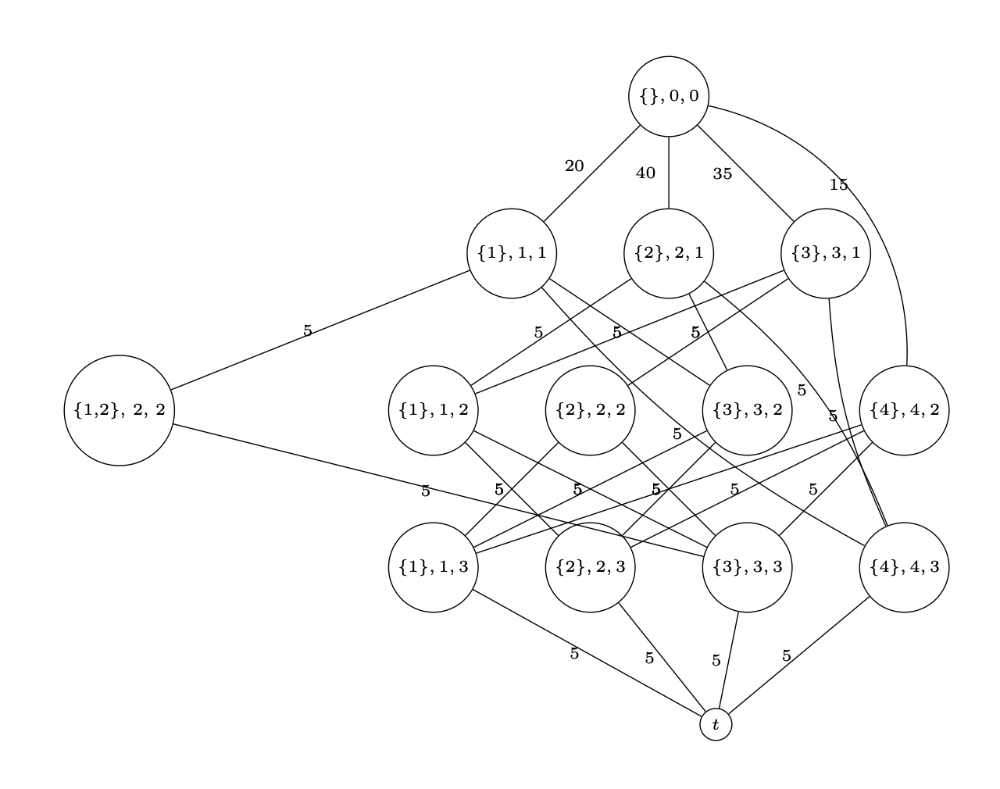 {}, 0, 0
20
40
35
15
{1}, 1, 1
{2}, 2, 1
{3}, 3, 1
5
5
5
5
{1,2}, 2, 2
{1}, 1, 2
{2}, 2, 2
{3}, 3, 2
{4}, 4, 2
5
5
5
5
5
5
5
5
5
{1}, 1, 3
{2}, 2, 3
{3}, 3, 3
{4}, 4, 3
5
5
5
5
t